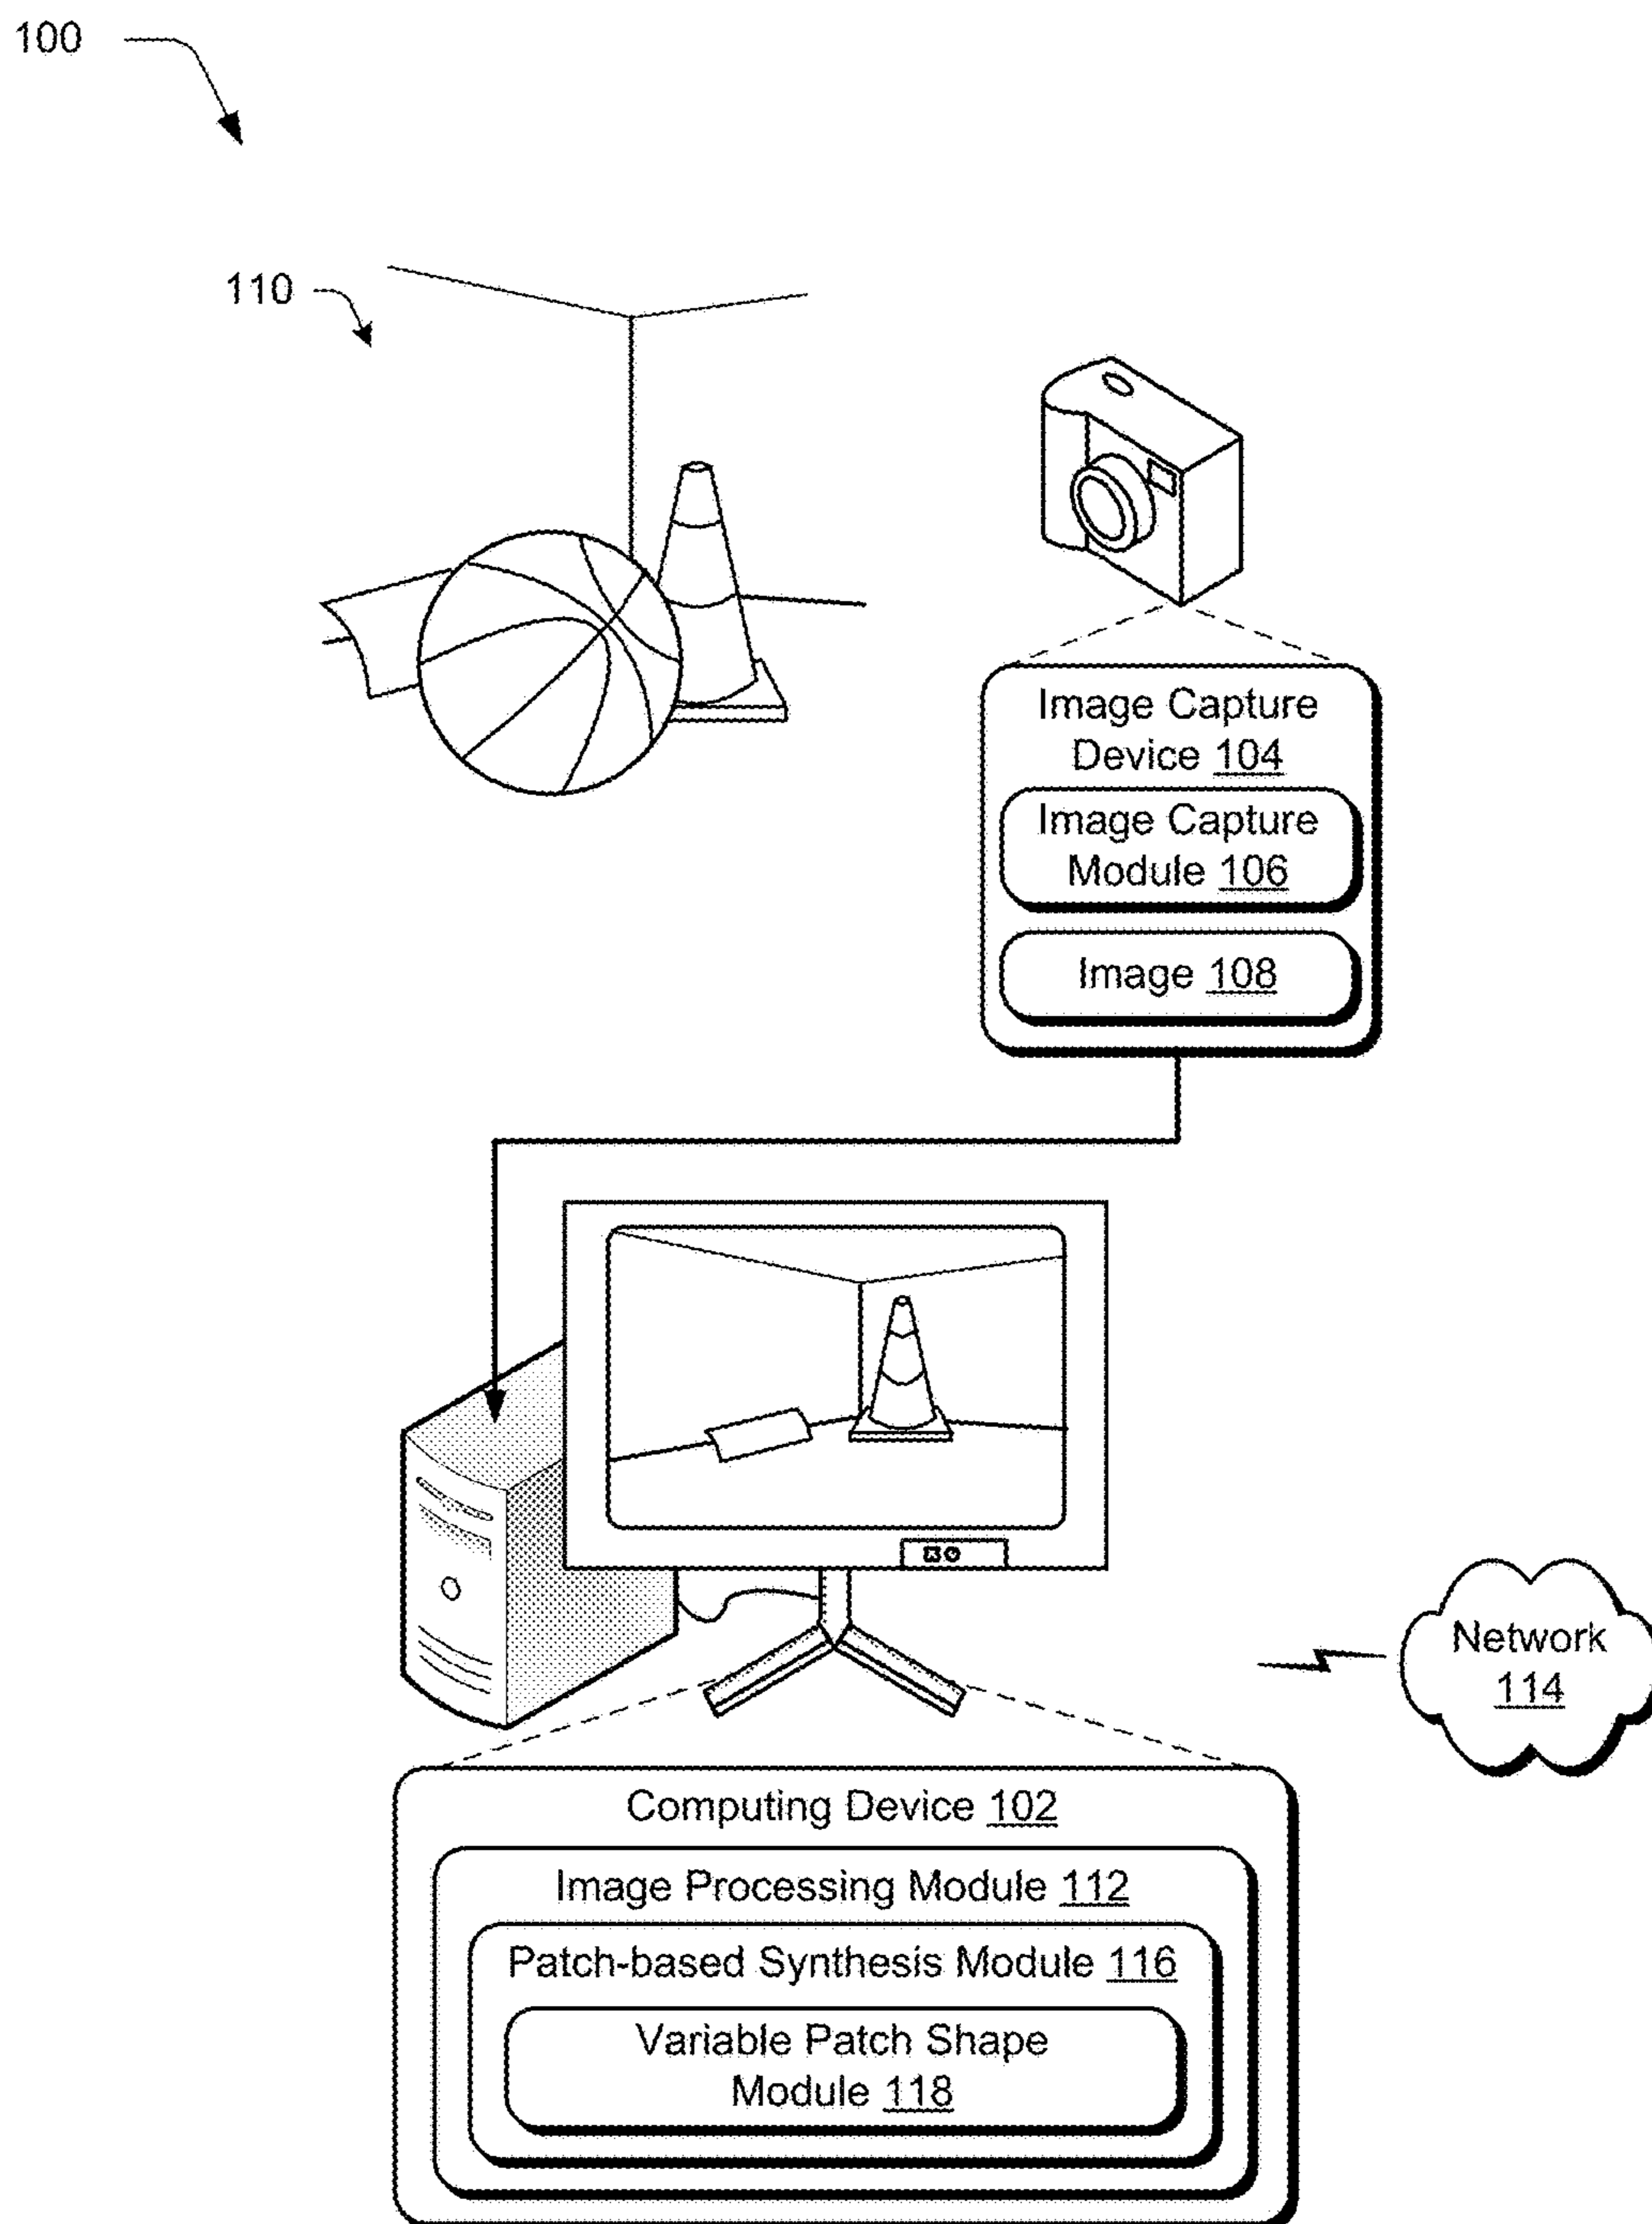 100
110
Image Capture
Device 104
Image Capture
Module 106
Image 108
Network
114
Computing Device 102
Image Processing Module 112
Patch-based Synthesis Module 116
Variable Patch Shape
Module 118